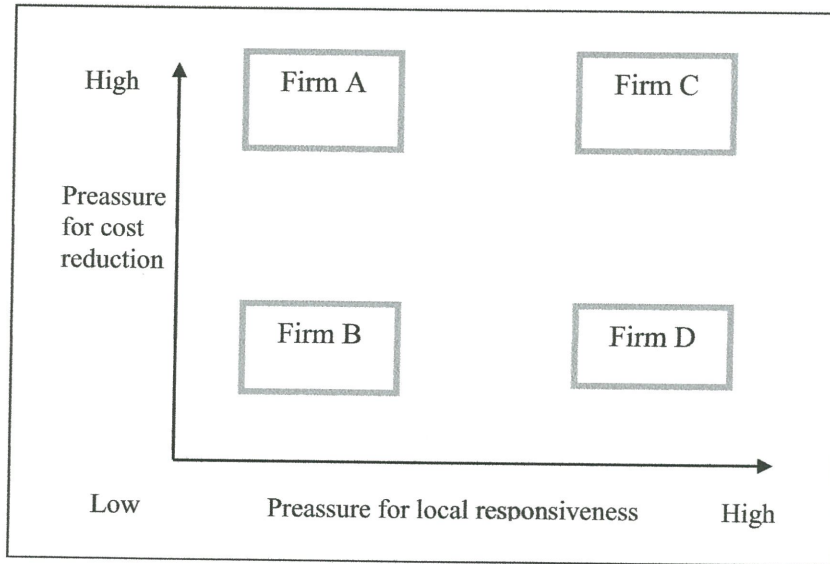 High
Firm A
Firm C
Preassure
for cost
reduction
Firm B
Firm D
Low
Preassure for local responsiveness
High